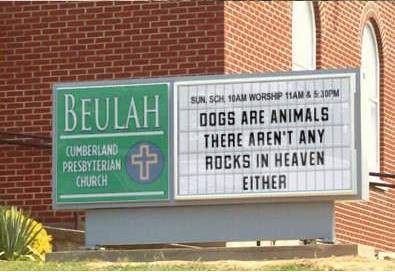 BEULAH
CUMBERLAND
PRESBYTERIAN
CHURCH
SUN. SCH. 10AM WORSHIP 11AM & 5:30PM
DOGS ARE ANIMALS
THERE AREN'T ANY
ROCKS IN HEAVEN
EITHER